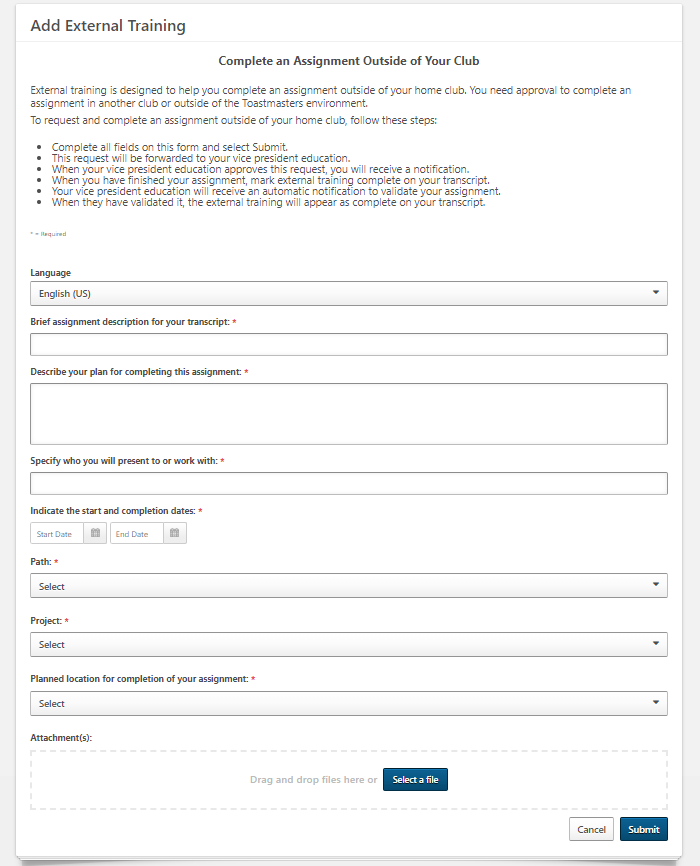 Add External Training
Complete an Assignment Outside of Your Club
External training is designed to help you complete an assignment outside of your home club. You need approval to complete an
assignment in another club or outside of the Toastmasters environment.
To request and complete an assignment outside of your home club, follow these steps:
• Complete all fields on this form and select Submit.
• This request will be forwarded to your vice president education.
• When your vice president education approves this request, you will receive a notification.
• When you have finished your assignment, mark external training complete on your transcript.
• Your vice president education will receive an automatic notification to validate your assignment.
• When they have validated it, the external training will appear as complete on your transcript.
* = Required
Language
English (US)
Brief assignment description for your transcript: *
Describe your plan for completing this assignment: *
Specify who you will present to or work with: *
Indicate the start and completion dates: *
Start Date End Date
Path: *
Select
Project: *
Select
Planned location for completion of your assignment: *
Select
Attachment(s):
Drag and drop files here or Select a file
Cancel Submit